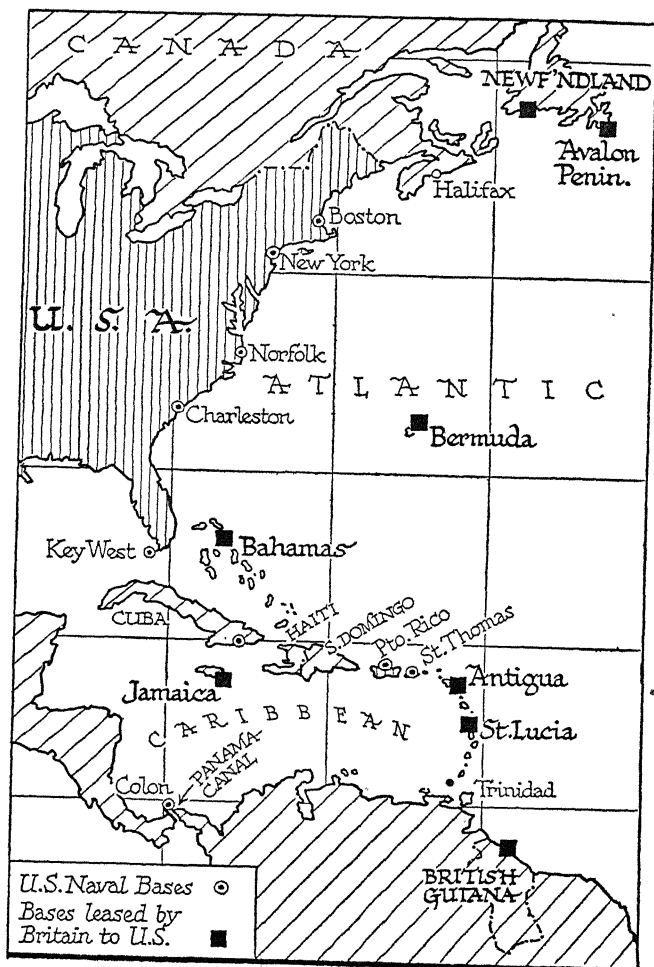 CANADA
NEWF'NDLAND
Avalon
Penin.
Halifax
Boston
New York
U. S. A.
Norfolk
ATLANTIC
Charleston
Bermuda
Key West
Bahamas
CUBA
HAITI
S. DOMINGO
Pto. Rico
St. Thomas
Jamaica
Antigua
CARIBBEAN
St. Lucia
PANAMA-
CANAL
Colon
Trinidad
BRITISH
GUIANA
U.S. Naval Bases
Bases leased by
Britain to U.S.